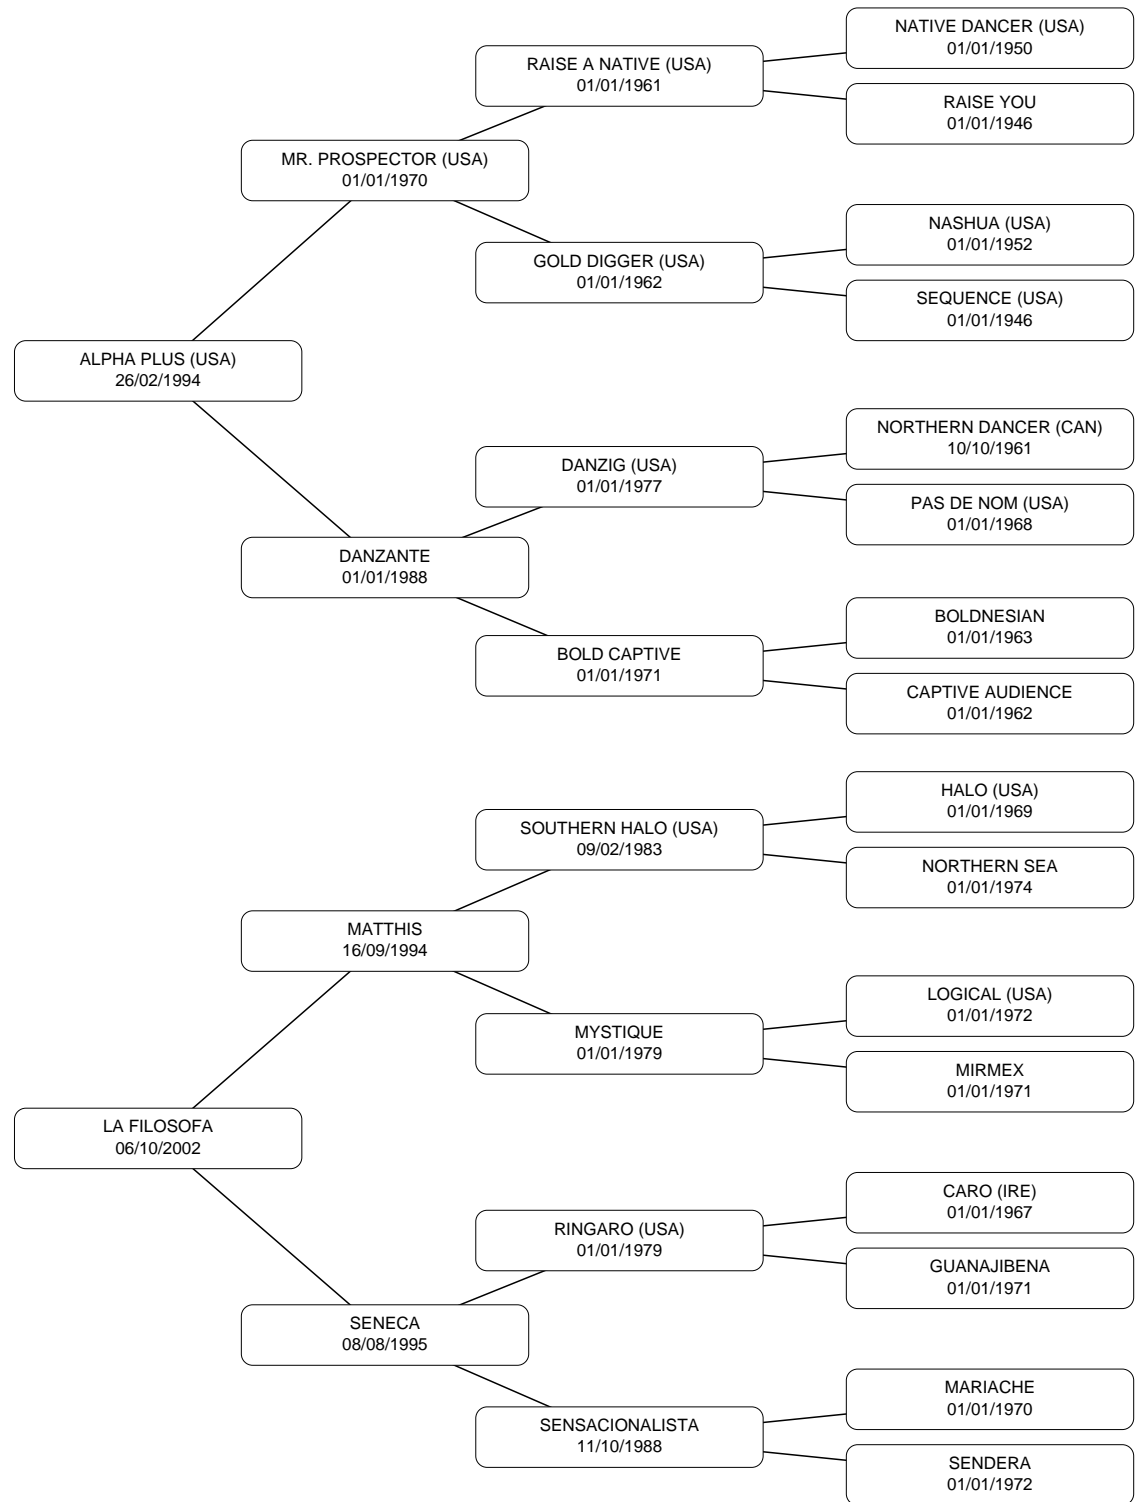 NATIVE DANCER (USA)
01/01/1950
RAISE A NATIVE (USA)
01/01/1961
RAISE YOU
01/01/1946
MR. PROSPECTOR (USA)
01/01/1970
NASHUA (USA)
01/01/1952
GOLD DIGGER (USA)
01/01/1962
SEQUENCE (USA)
01/01/1946
ALPHA PLUS (USA)
26/02/1994
NORTHERN DANCER (CAN)
10/10/1961
DANZIG (USA)
01/01/1977
PAS DE NOM (USA)
01/01/1968
DANZANTE
01/01/1988
BOLDNESIAN
01/01/1963
BOLD CAPTIVE
01/01/1971
CAPTIVE AUDIENCE
01/01/1962
HALO (USA)
01/01/1969
SOUTHERN HALO (USA)
09/02/1983
NORTHERN SEA
01/01/1974
MATTHIS
16/09/1994
LOGICAL (USA)
01/01/1972
MYSTIQUE
01/01/1979
MIRMEX
01/01/1971
LA FILOSOFA
06/10/2002
CARO (IRE)
01/01/1967
RINGARO (USA)
01/01/1979
GUANAJIBENA
01/01/1971
SENECA
08/08/1995
MARIACHE
01/01/1970
SENSACIONALISTA
11/10/1988
SENDERA
01/01/1972